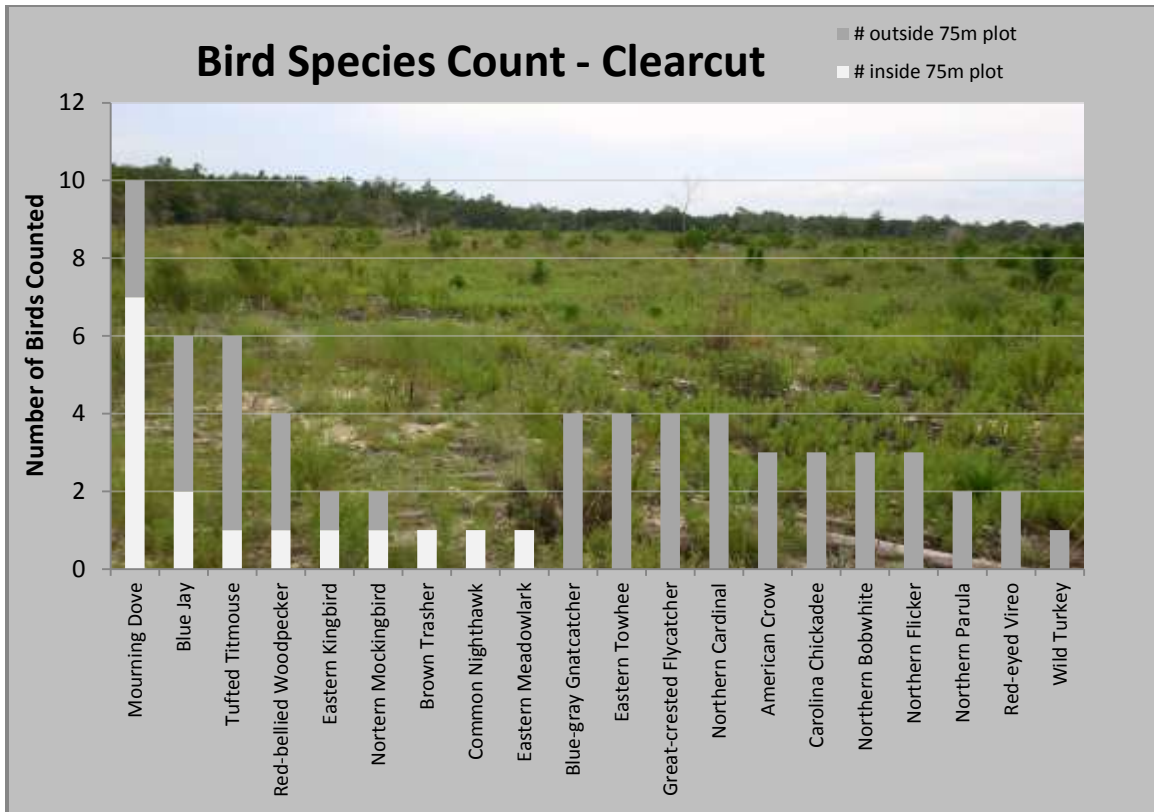 Bird Species Count - Clearcut
# outside 75m plot
# inside 75m plot
Number of Birds Counted
12
10
8
6
4
2
0
Mourning Dove
Blue Jay
Tufted Titmouse
Red-bellied Woodpecker
Eastern Kingbird
Nortern Mockingbird
Brown Trasher
Common Nighthawk
Eastern Meadowlark
Blue-gray Gnatcatcher
Eastern Towhee
Great-crested Flycatcher
Northern Cardinal
American Crow
Carolina Chickadee
Northern Bobwhite
Northern Flicker
Northern Parula
Red-eyed Vireo
Wild Turkey